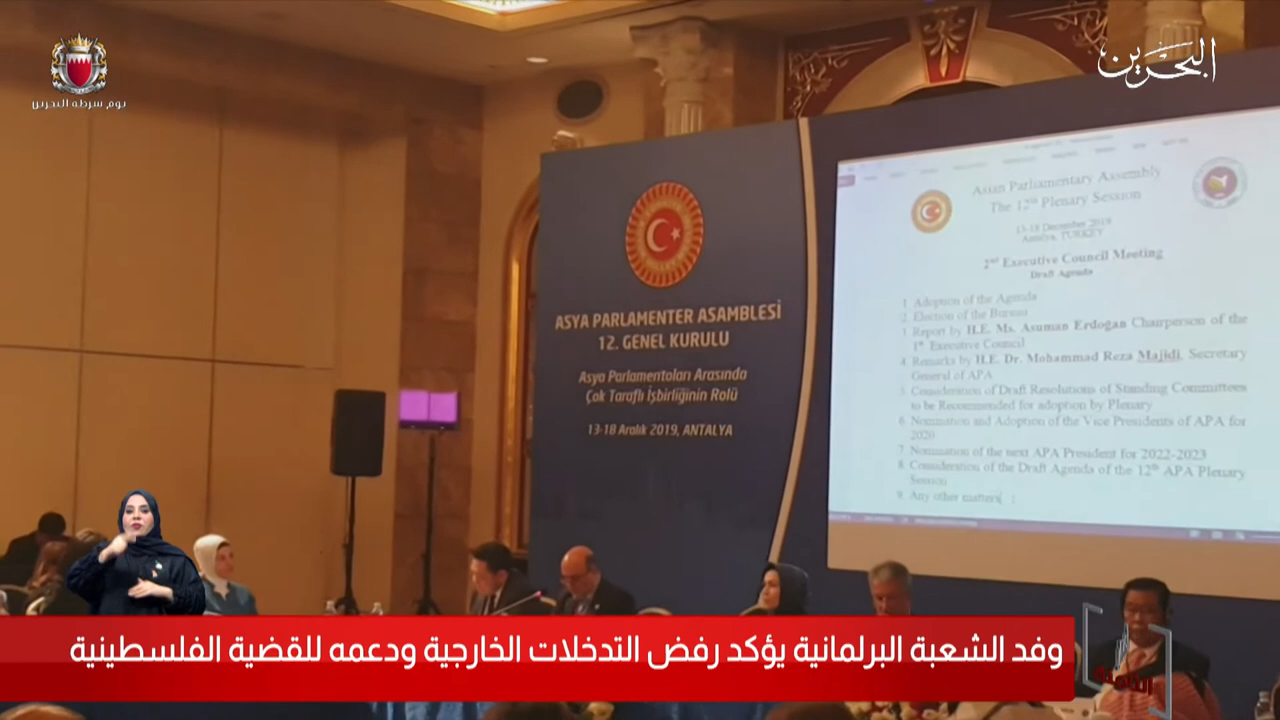 البحرين
يوم شرطة البحرين
ASYA PARLAMENTER ASAMBLESİ
12. GENEL KURULU
Asya Parlamentoları Arasında
Çok Taraflı İşbirliğinin Rolü
13-18 Aralık 2019, ANTALYA
Asian Parliamentary Assembly
The 12th Plenary Session
13-18 December 2019
Antalya, TURKEY
2nd Executive Council Meeting
Draft Agenda
1. Adoption of the Agenda
2. Election of the Bureau
3. Report by H.E. Ms. Asuman Erdoğan Chairperson of the
1st Executive Council
4. Remarks by H.E. Dr. Mohammad Reza Majidi, Secretary
General of APA
5. Consideration of Draft Resolutions of Standing Committees
to be Recommended for adoption by Plenary
6. Nomination and Adoption of the Vice Presidents of APA for
2020
7. Nomination of the next APA President for 2022-2023
8. Consideration of the Draft Agenda of the 12th APA Plenary
Session
9. Any other matters
وفد الشعبة البرلمانية يؤكد رفض التدخلات الخارجية ودعمه للقضية الفلسطينية